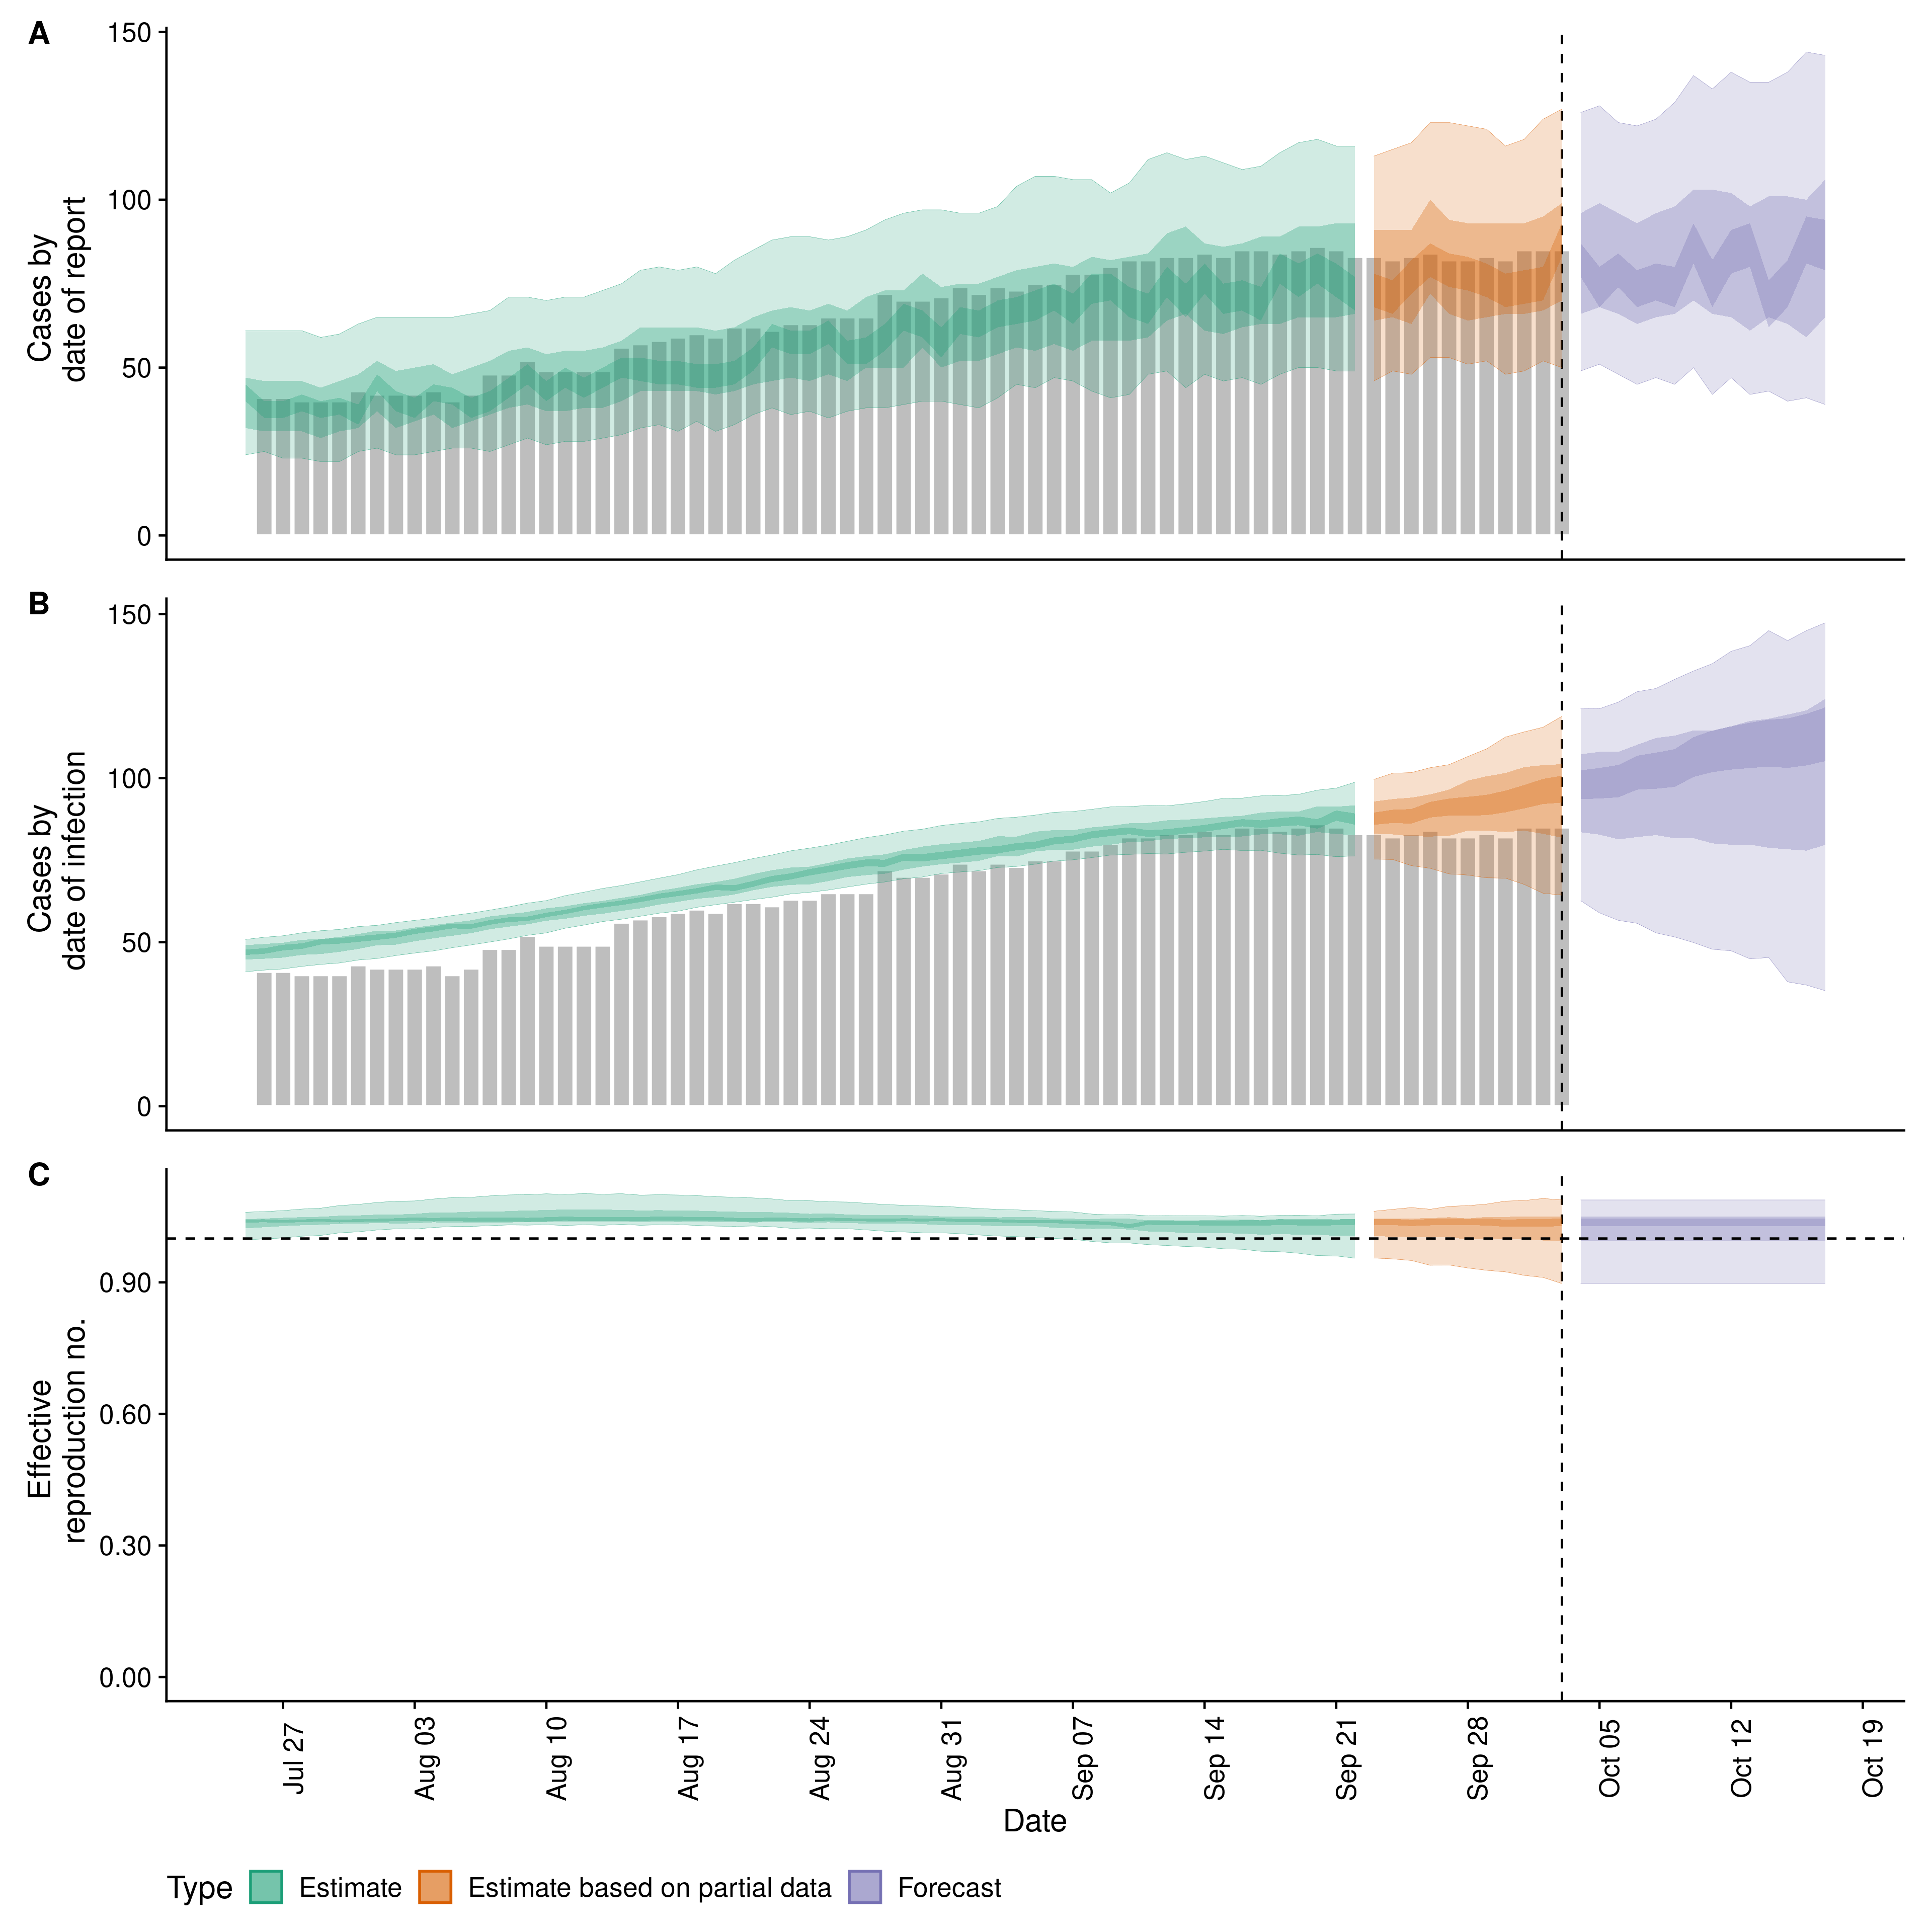 A
Cases by
date of report
150
100
50
0
B
Cases by
date of infection
150
100
50
0
C
Effective
reproduction no.
0.90
0.60
0.30
0.00
Jul 27
Aug 03
Aug 10
Aug 17
Aug 24
Aug 31
Sep 07
Sep 14
Sep 21
Sep 28
Oct 05
Oct 12
Oct 19
Date
Type Estimate Estimate based on partial data Forecast